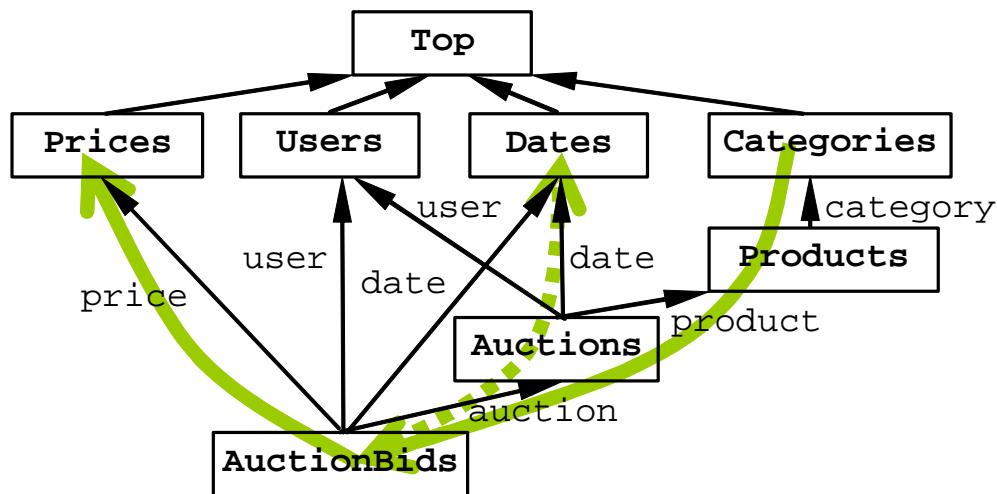 Top
Prices
Users
Dates
Categories
user
category
user
date
date
Products
price
product
Auctions
auction
AuctionBids